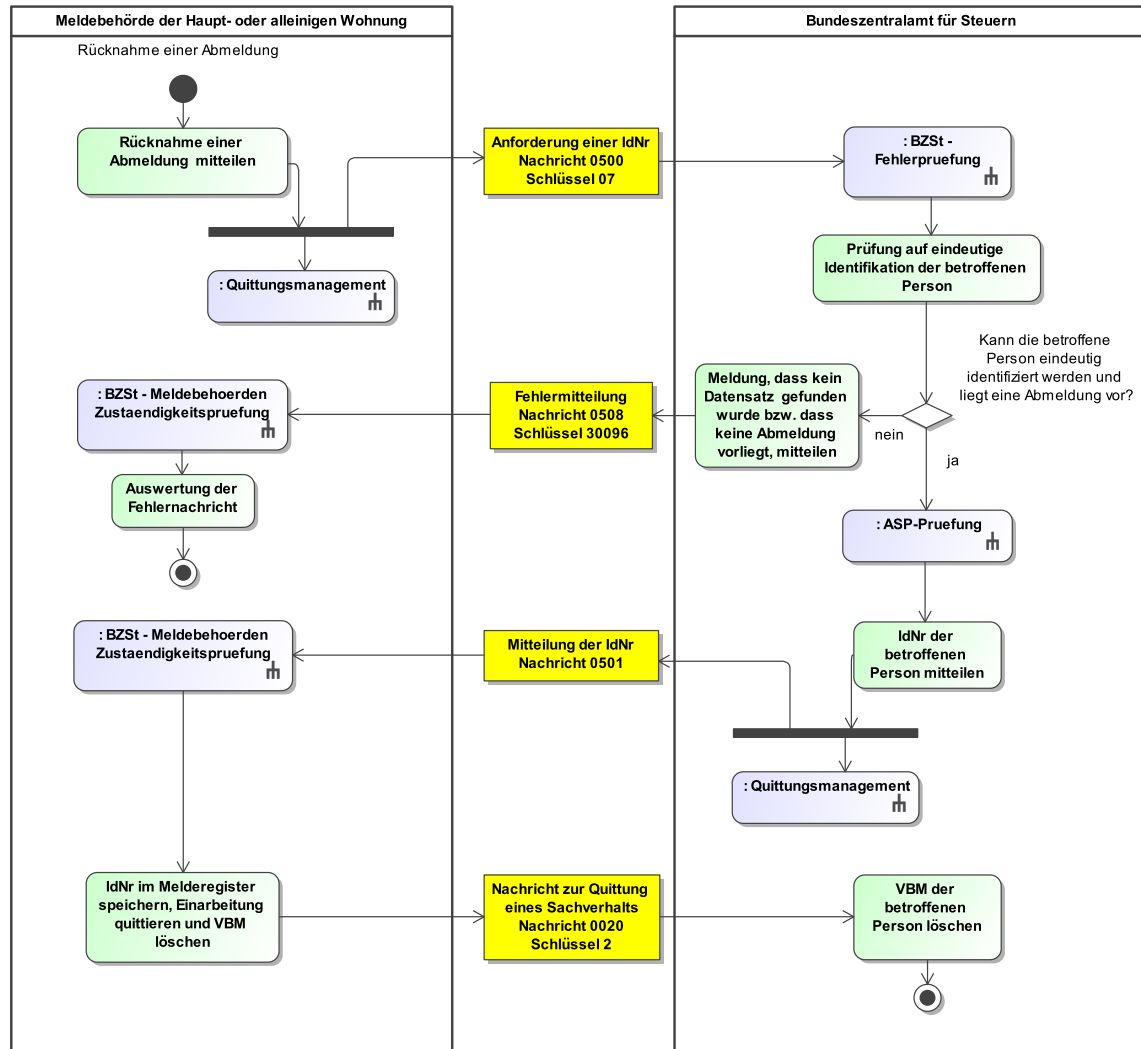 Meldebehörde der Haupt- oder alleinigen Wohnung
Bundeszentralamt für Steuern
Rücknahme einer Abmeldung
Rücknahme einer
Abmeldung mitteilen
Anforderung einer IdNr
Nachricht 0500
Schlüssel 07
: BZSt -
Fehlerpruefung
: Quittungsmanagement
Prüfung auf eindeutige
Identifikation der betroffenen
Person
Kann die betroffene
Person eindeutig
identifiziert werden und
liegt eine Abmeldung vor?
: BZSt - Meldebehoerden
Zustaendigkeitspruefung
Fehlermitteilung
Nachricht 0508
Schlüssel 30096
Meldung, dass kein
Datensatz gefunden
wurde bzw. dass
keine Abmeldung
vorliegt, mitteilen
nein
ja
Auswertung der
Fehlernachricht
: ASP-Pruefung
: BZSt - Meldebehoerden
Zustaendigkeitspruefung
Mitteilung der IdNr
Nachricht 0501
IdNr der
betroffenen
Person mitteilen
: Quittungsmanagement
IdNr im Melderegister
speichern, Einarbeitung
quittieren und VBM
löschen
Nachricht zur Quittung
eines Sachverhalts
Nachricht 0020
Schlüssel 2
VBM der
betroffenen
Person löschen